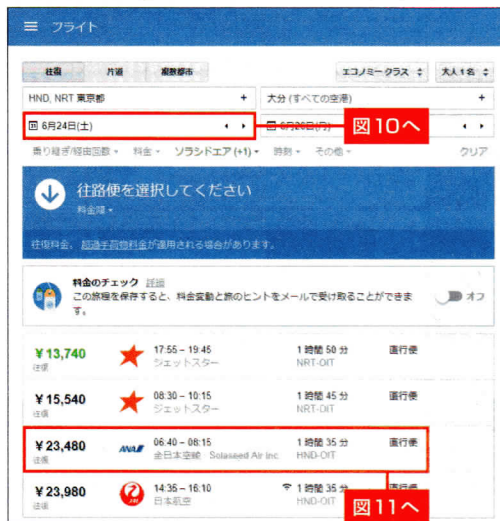 フライト
往復 片道 複数都市 エコノミークラス 大人1名
HND, NRT 東京都 + 大分 (すべての空港) +
31 6月24日(土)
図10へ
乗り継ぎ/経由回数 料金 ソラシドエア (+1) 時刻 その他 クリア
往路便を選択してください
料金順
往復料金、超過手荷物料金が適用される場合があります。
料金のチェック 詳細
この旅程を保存すると、料金変動と旅のヒントをメールで受け取ることができます。 オフ
¥13,740 17:55 – 19:45 1 時間 50 分 直行便
往復 ジェットスター NRT-OIT
¥15,540 08:30 – 10:15 1 時間 45 分 直行便
往復 ジェットスター NRT-OIT
¥23,480 ANA 06:40 – 08:15 1 時間 35 分 直行便
往復 全日本空輸 · Solaseed Air Inc HND-OIT
¥23,980 14:35 – 16:10 1 時間 35 分
往復 日本航空 HND-OIT
図11へ